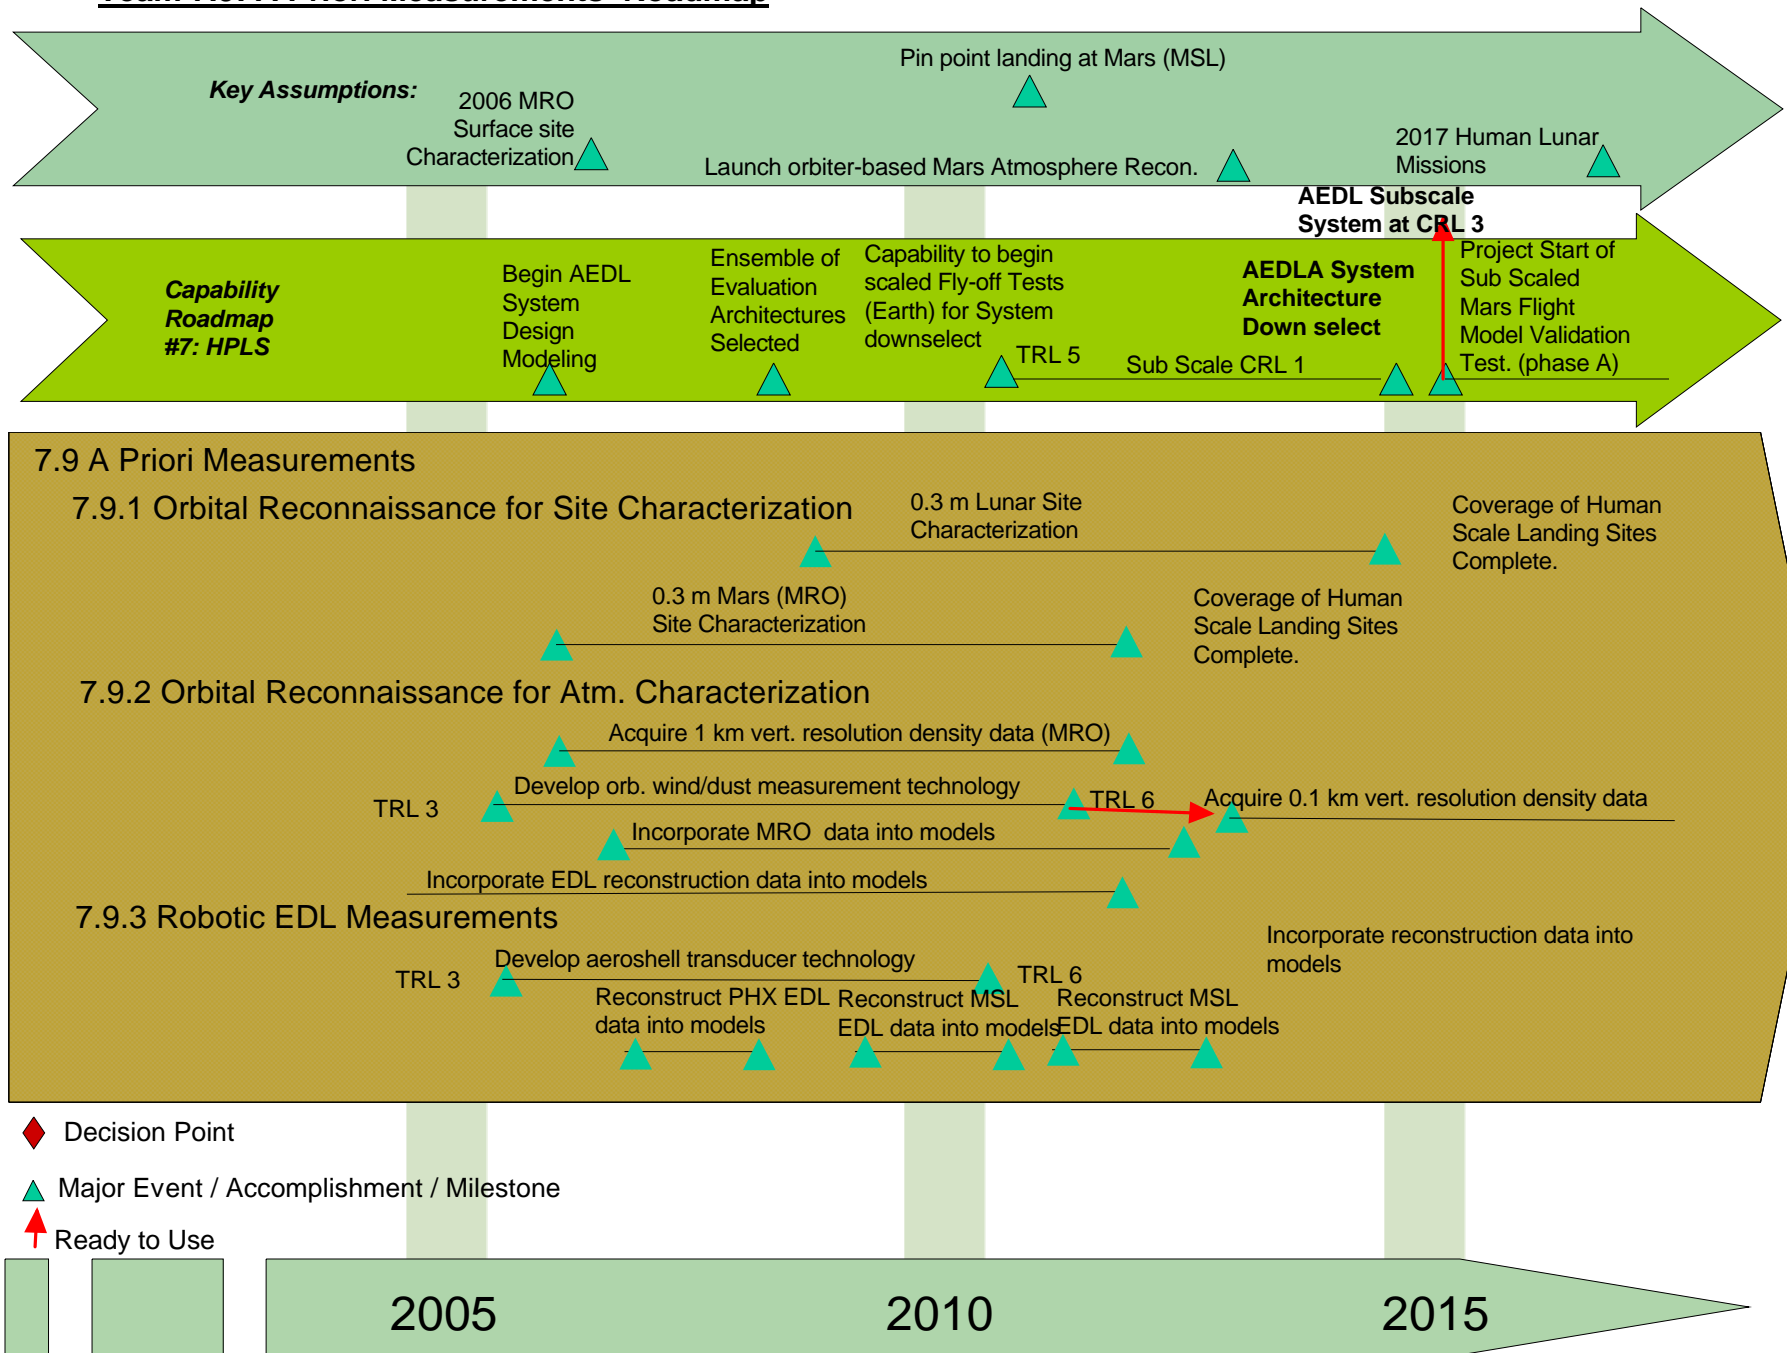 Key Assumptions:
2006 MRO
Surface site
Characterization
Pin point landing at Mars (MSL)
Launch orbiter-based Mars Atmosphere Recon.
2017 Human Lunar
Missions
AEDL Subscale
System at CRL 3
Capability
Roadmap
#7: HPLS
Begin AEDL
System
Design
Modeling
Ensemble of
Evaluation
Architectures
Selected
Capability to begin
scaled Fly-off Tests
(Earth) for System
downselect
TRL 5
Sub Scale CRL 1
AEDLA System
Architecture
Down select
Project Start of
Sub Scaled
Mars Flight
Model Validation
Test. (phase A)
7.9 A Priori Measurements
7.9.1 Orbital Reconnaissance for Site Characterization
0.3 m Lunar Site
Characterization
Coverage of Human
Scale Landing Sites
Complete.
0.3 m Mars (MRO)
Site Characterization
Coverage of Human
Scale Landing Sites
Complete.
7.9.2 Orbital Reconnaissance for Atm. Characterization
Acquire 1 km vert. resolution density data (MRO)
TRL 3
Develop orb. wind/dust measurement technology
TRL 6
Acquire 0.1 km vert. resolution density data
Incorporate MRO data into models
Incorporate EDL reconstruction data into models
7.9.3 Robotic EDL Measurements
Incorporate reconstruction data into
models
TRL 3
Develop aeroshell transducer technology
TRL 6
Reconstruct PHX EDL
data into models
Reconstruct MSL
EDL data into models
Reconstruct MSL
EDL data into models
Decision Point
Major Event / Accomplishment / Milestone
Ready to Use
2005
2010
2015